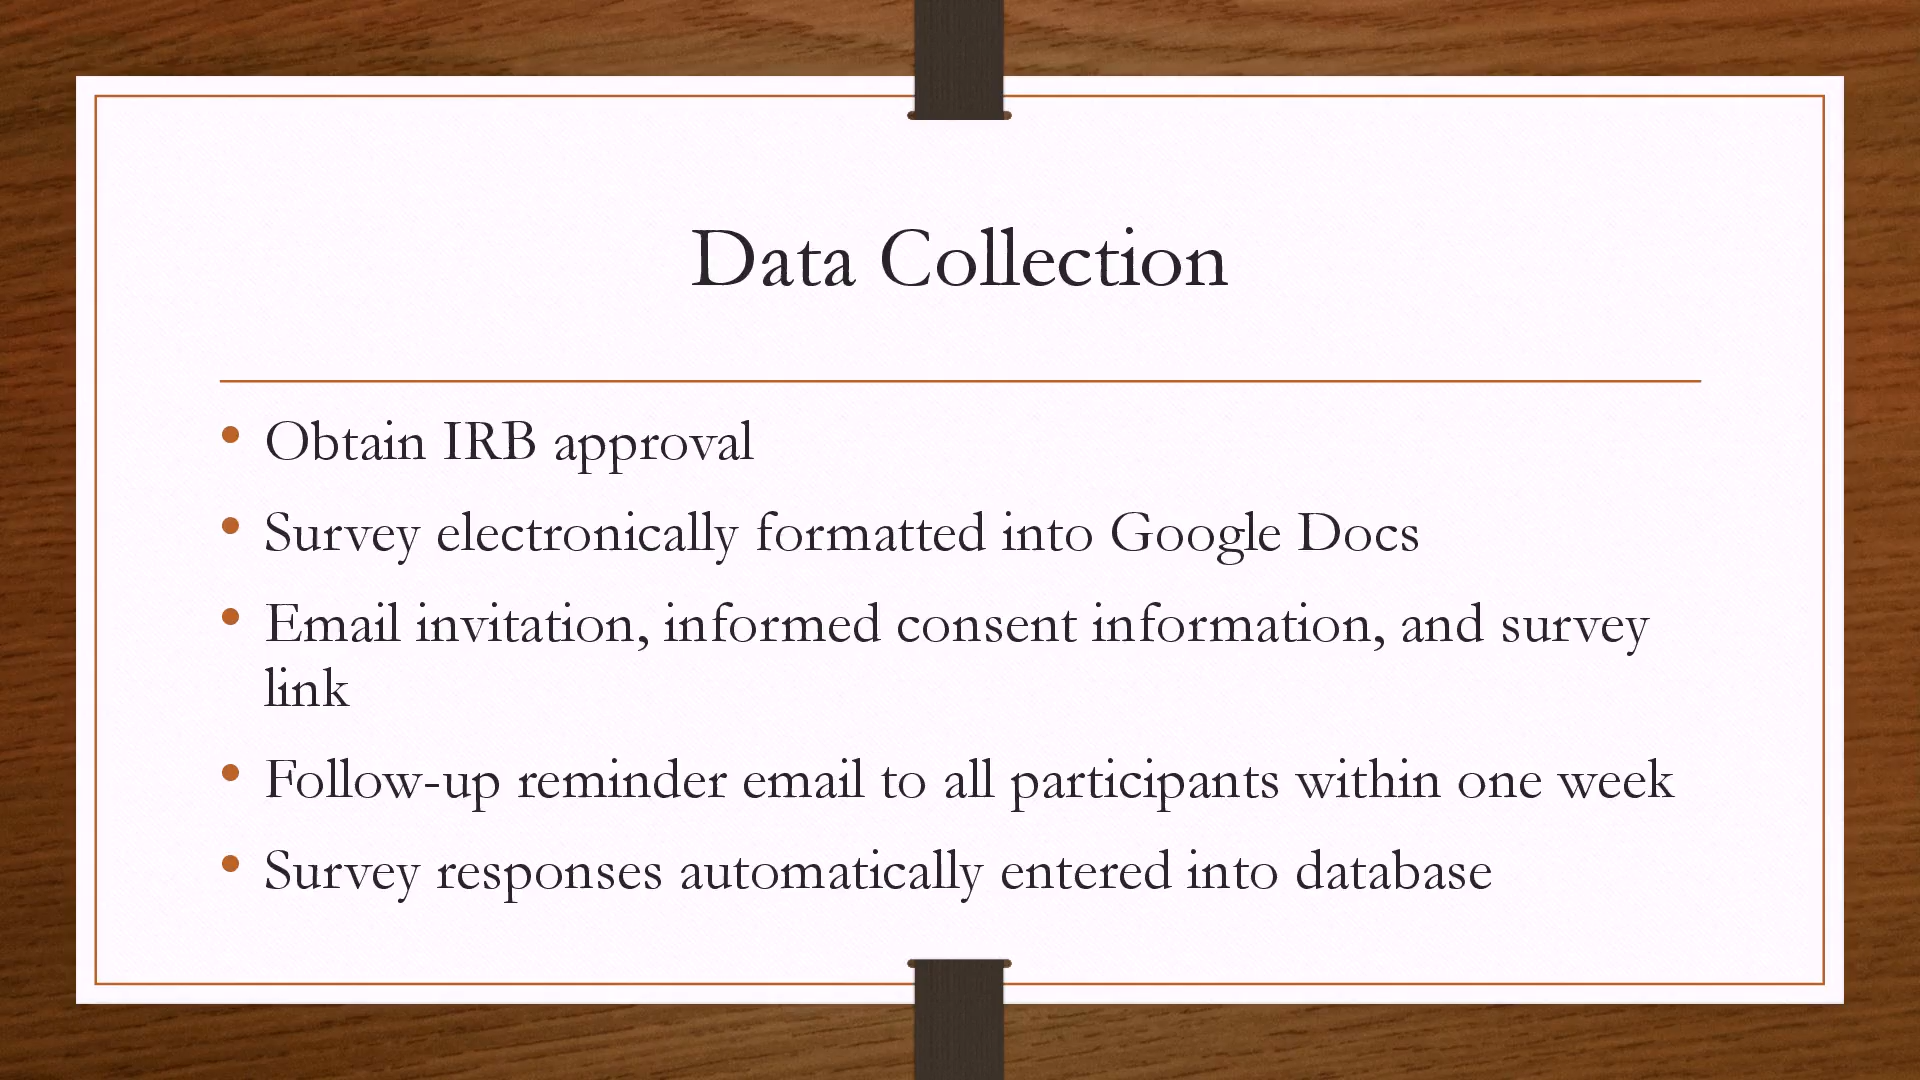 Data Collection
• Obtain IRB approval
• Survey electronically formatted into Google Docs
• Email invitation, informed consent information, and survey
link
• Follow-up reminder email to all participants within one week
• Survey responses automatically entered into database